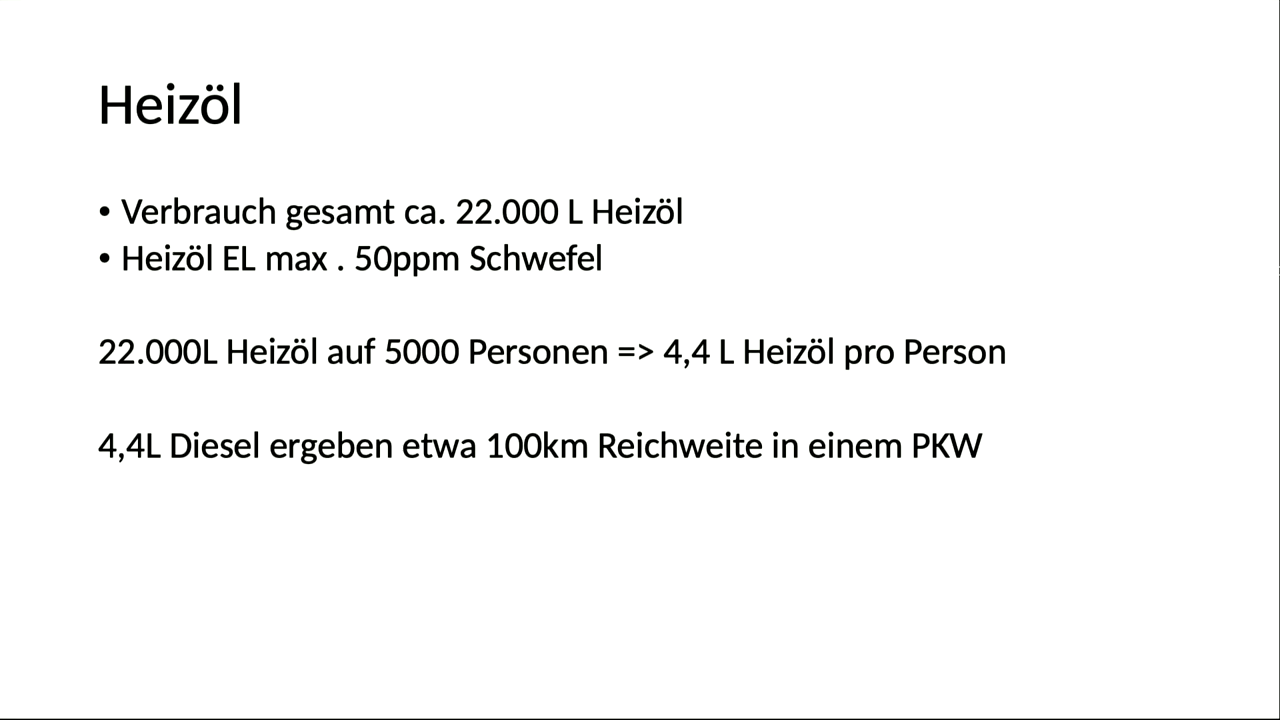 Heizöl
• Verbrauch gesamt ca. 22.000 L Heizöl
• Heizöl EL max . 50ppm Schwefel
22.000L Heizöl auf 5000 Personen => 4,4 L Heizöl pro Person
4,4L Diesel ergeben etwa 100km Reichweite in einem PKW